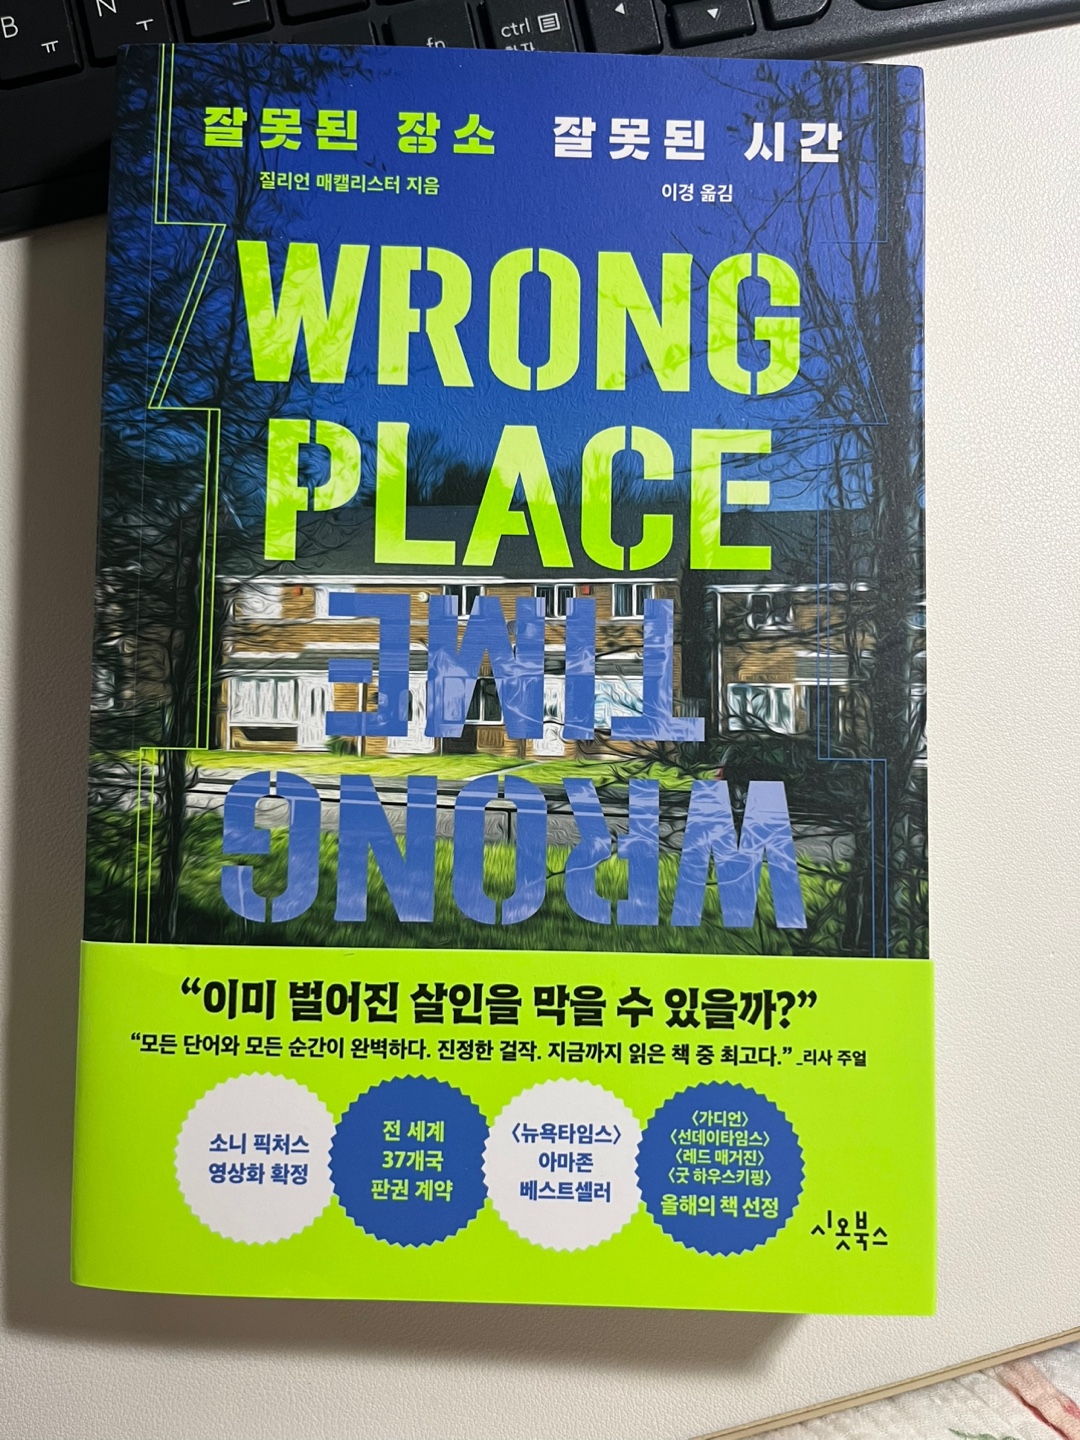 B
ㅠ
N
ㅜ
fn
ctrl
한자
잘못된 장소 잘못된 시간
질리언 매캘리스터 지음
이경 옮김
WRONG
PLACE
TIME
WRONG
“이미 벌어진 살인을 막을 수 있을까?”
“모든 단어와 모든 순간이 완벽하다. 진정한 걸작. 지금까지 읽은 책 중 최고다.” _리사 주얼
소니 픽처스
영상화 확정
전 세계
37개국
판권 계약
〈뉴욕타임스〉
아마존
베스트셀러
〈가디언〉
〈선데이타임스〉
〈레드 매거진〉
〈굿 하우스키핑〉
올해의 책 선정
시옷북스